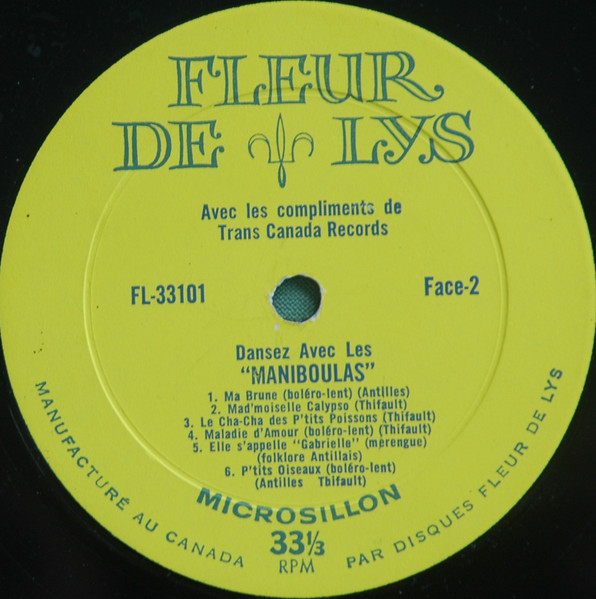 FLEUR
DE LYS
Avec les compliments de
Trans Canada Records
FL-33101
Face-2
Dansez Avec Les
"MANIBOULAS"
1. Ma Brune (boléro-lent) (Antilles)
2. Mad'moiselle Calypso (Thifault)
3. Le Cha-Cha des P'tits Poissons (Thifault)
4. Maladie d'Amour (boléro-lent) (Thifault)
5. Elle s'appelle "Gabrielle" (merengue)
(folklore Antillais)
6. P'tits Oiseaux (boléro-lent)
(Antilles Thifault)
MICROSILLON
33⅓
RPM
MANUFACTURÉ AU CANADA PAR DISQUES FLEUR DE LYS